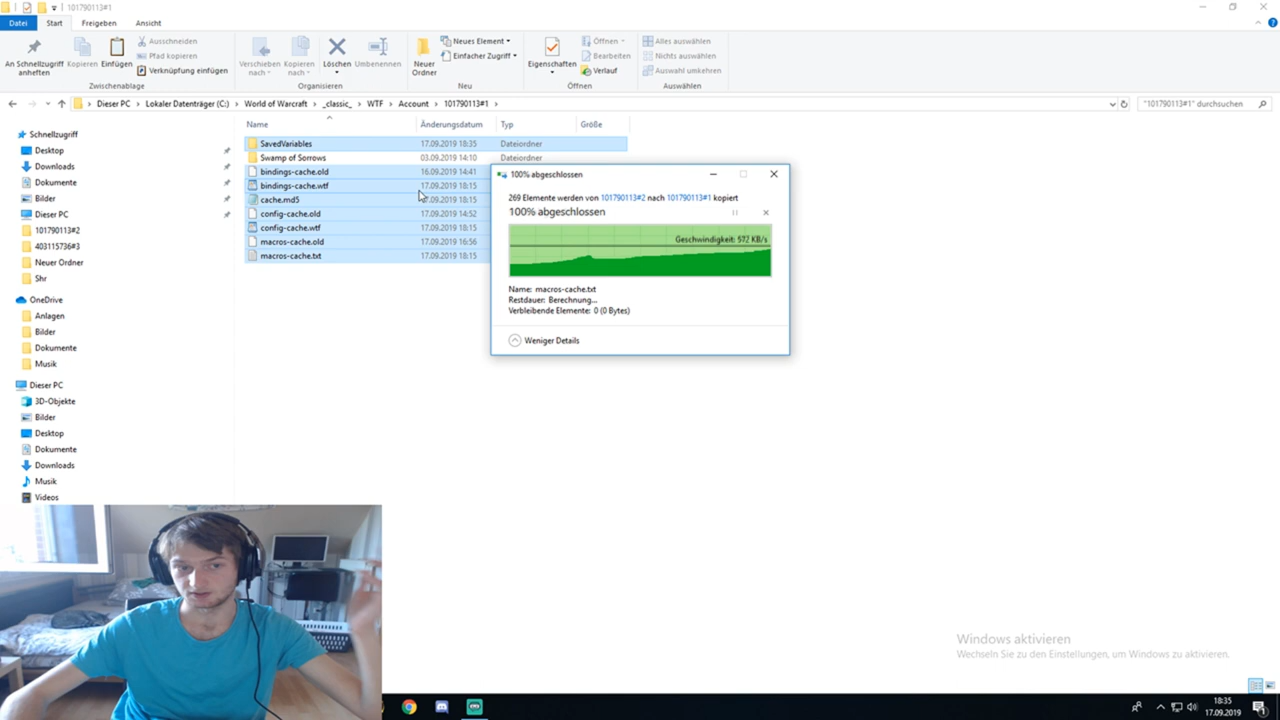 101790113#1
Datei Start Freigeben Ansicht
An Schnellzugriff anheften
Kopieren
Einfügen
Ausschneiden
Pfad kopieren
Verknüpfung einfügen
Zwischenablage
Verschieben nach
Kopieren nach
Löschen
Umbenennen
Organisieren
Neuer Ordner
Neues Element
Einfacher Zugriff
Neu
Eigenschaften
Öffnen
Bearbeiten
Verlauf
Öffnen
Alles auswählen
Nichts auswählen
Auswahl umkehren
Auswählen
Dieser PC
Lokaler Datenträger (C:)
World of Warcraft
_classic_
WTF
Account
101790113#1
"101790113#1" durchsuchen
Schnellzugriff
Desktop
Downloads
Dokumente
Bilder
Dieser PC
101790113#2
403115736#3
Neuer Ordner
Shr
OneDrive
Anlagen
Bilder
Dokumente
Musik
Dieser PC
3D-Objekte
Bilder
Desktop
Dokumente
Downloads
Musik
Videos
Name Änderungsdatum Typ Größe
SavedVariables 17.09.2019 18:35 Dateiordner
Swamp of Sorrows 03.09.2019 14:10 Dateiordner
bindings-cache.old 16.09.2019 14:41
bindings-cache.wtf 17.09.2019 18:15
cache.md5 17.09.2019 18:15
config-cache.old 17.09.2019 14:52
config-cache.wtf 17.09.2019 18:15
macros-cache.old 17.09.2019 16:56
macros-cache.txt 17.09.2019 18:15
100% abgeschlossen
269 Elemente werden von 101790113#2 nach 101790113#1 kopiert
100% abgeschlossen
Geschwindigkeit: 572 KB/s
Name: macros-cache.txt
Restdauer: Berechnung...
Verbleibende Elemente: 0 (0 Bytes)
Weniger Details
Windows aktivieren
Wechseln Sie zu den Einstellungen, um Windows zu aktivieren.
18:35
17.09.2019